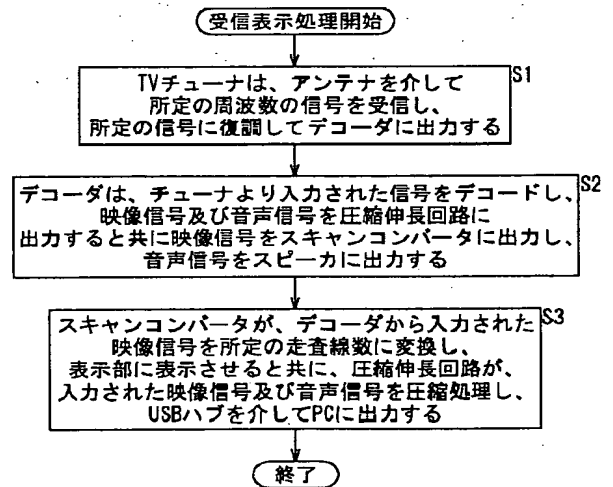 受信表示処理開始
S1
TVチューナは、アンテナを介して
所定の周波数の信号を受信し、
所定の信号に復調してデコーダに出力する
S2
デコーダは、チューナより入力された信号をデコードし、
映像信号及び音声信号を圧縮伸長回路に
出力すると共に映像信号をスキャンコンバータに出力し、
音声信号をスピーカに出力する
S3
スキャンコンバータが、デコーダから入力された
映像信号を所定の走査線数に変換し、
表示部に表示させると共に、圧縮伸長回路が、
入力された映像信号及び音声信号を圧縮処理し、
USBハブを介してPCに出力する
終了